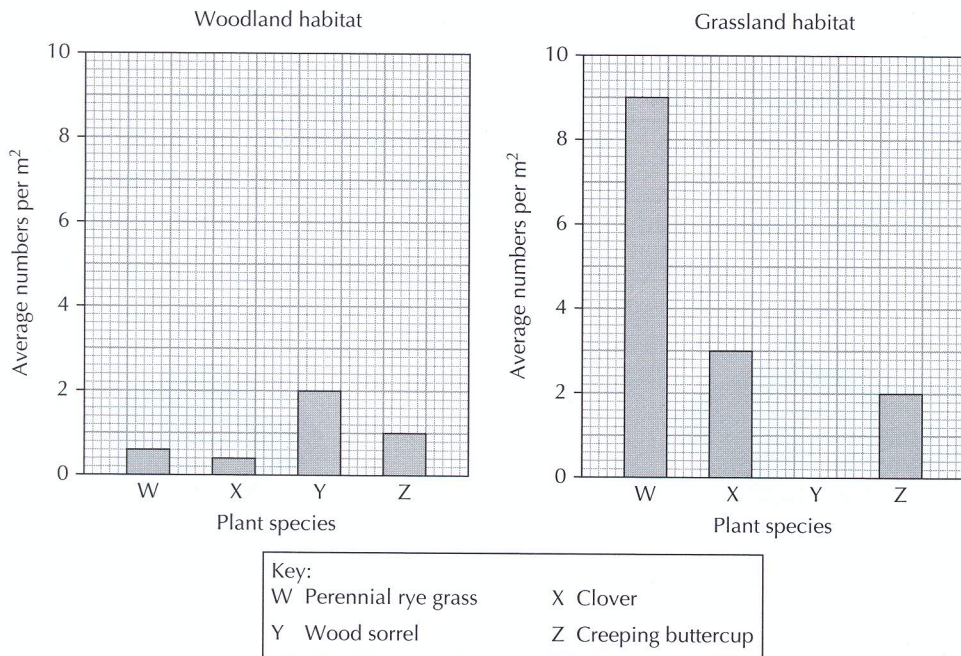 Woodland habitat
10
8
6
4
2
0
Average numbers per m²
W X Y Z
Plant species
Grassland habitat
10
8
6
4
2
0
Average numbers per m²
W X Y Z
Plant species
Key:
W Perennial rye grass X Clover
Y Wood sorrel Z Creeping buttercup